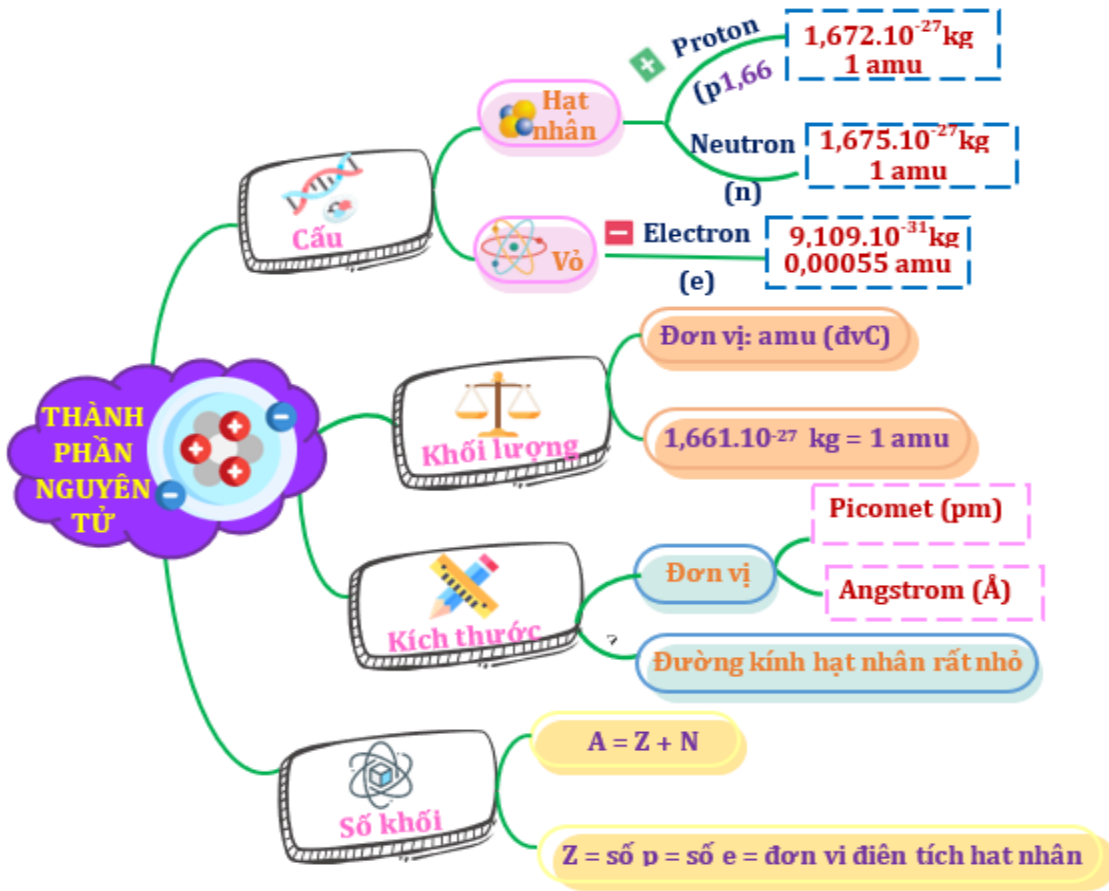 THÀNH
PHẦN
NGUYÊN
TỬ
Cấu
Hạt
nhân
Proton
(p1,66
1,672.10⁻²⁷kg
1 amu
Neutron
(n)
1,675.10⁻²⁷kg
1 amu
Vỏ
Electron
(e)
9,109.10⁻³¹kg
0,00055 amu
Khối lượng
Đơn vị: amu (đvC)
1,661.10⁻²⁷ kg = 1 amu
Kích thước
Đơn vị
Picomet (pm)
Angstrom (Å)
Đường kính hạt nhân rất nhỏ
Số khối
A = Z + N
Z = số p = số e = đơn vi điên tích hat nhân